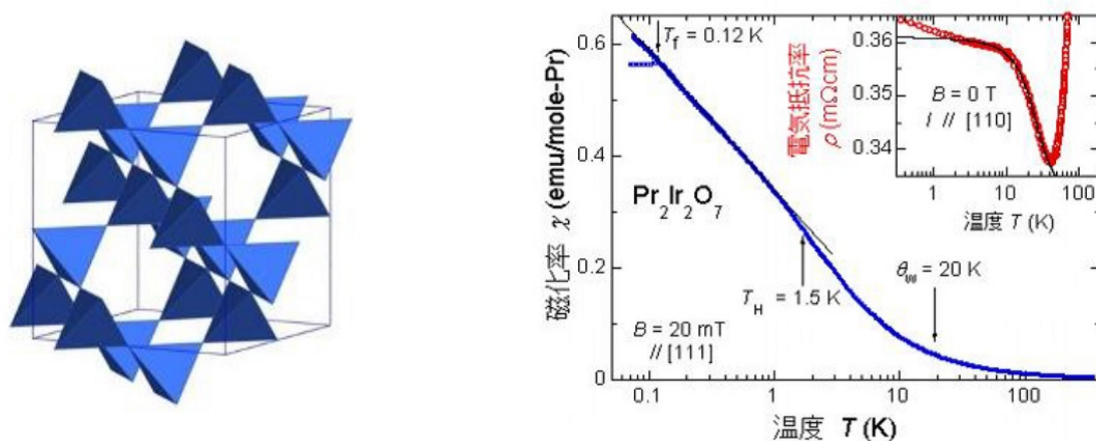 磁化率 χ (emu/mole-Pr)
0.6
0.4
0.2
0
T_f = 0.12 K
Pr₂Ir₂O₇
T_H = 1.5 K
θ_W = 20 K
B = 20 mT
// [111]
0.1 1 10 100
温度 T (K)
電気抵抗率
ρ (mΩcm)
0.36
0.35
0.34
B = 0 T
I // [110]
1 10 100
温度 T (K)